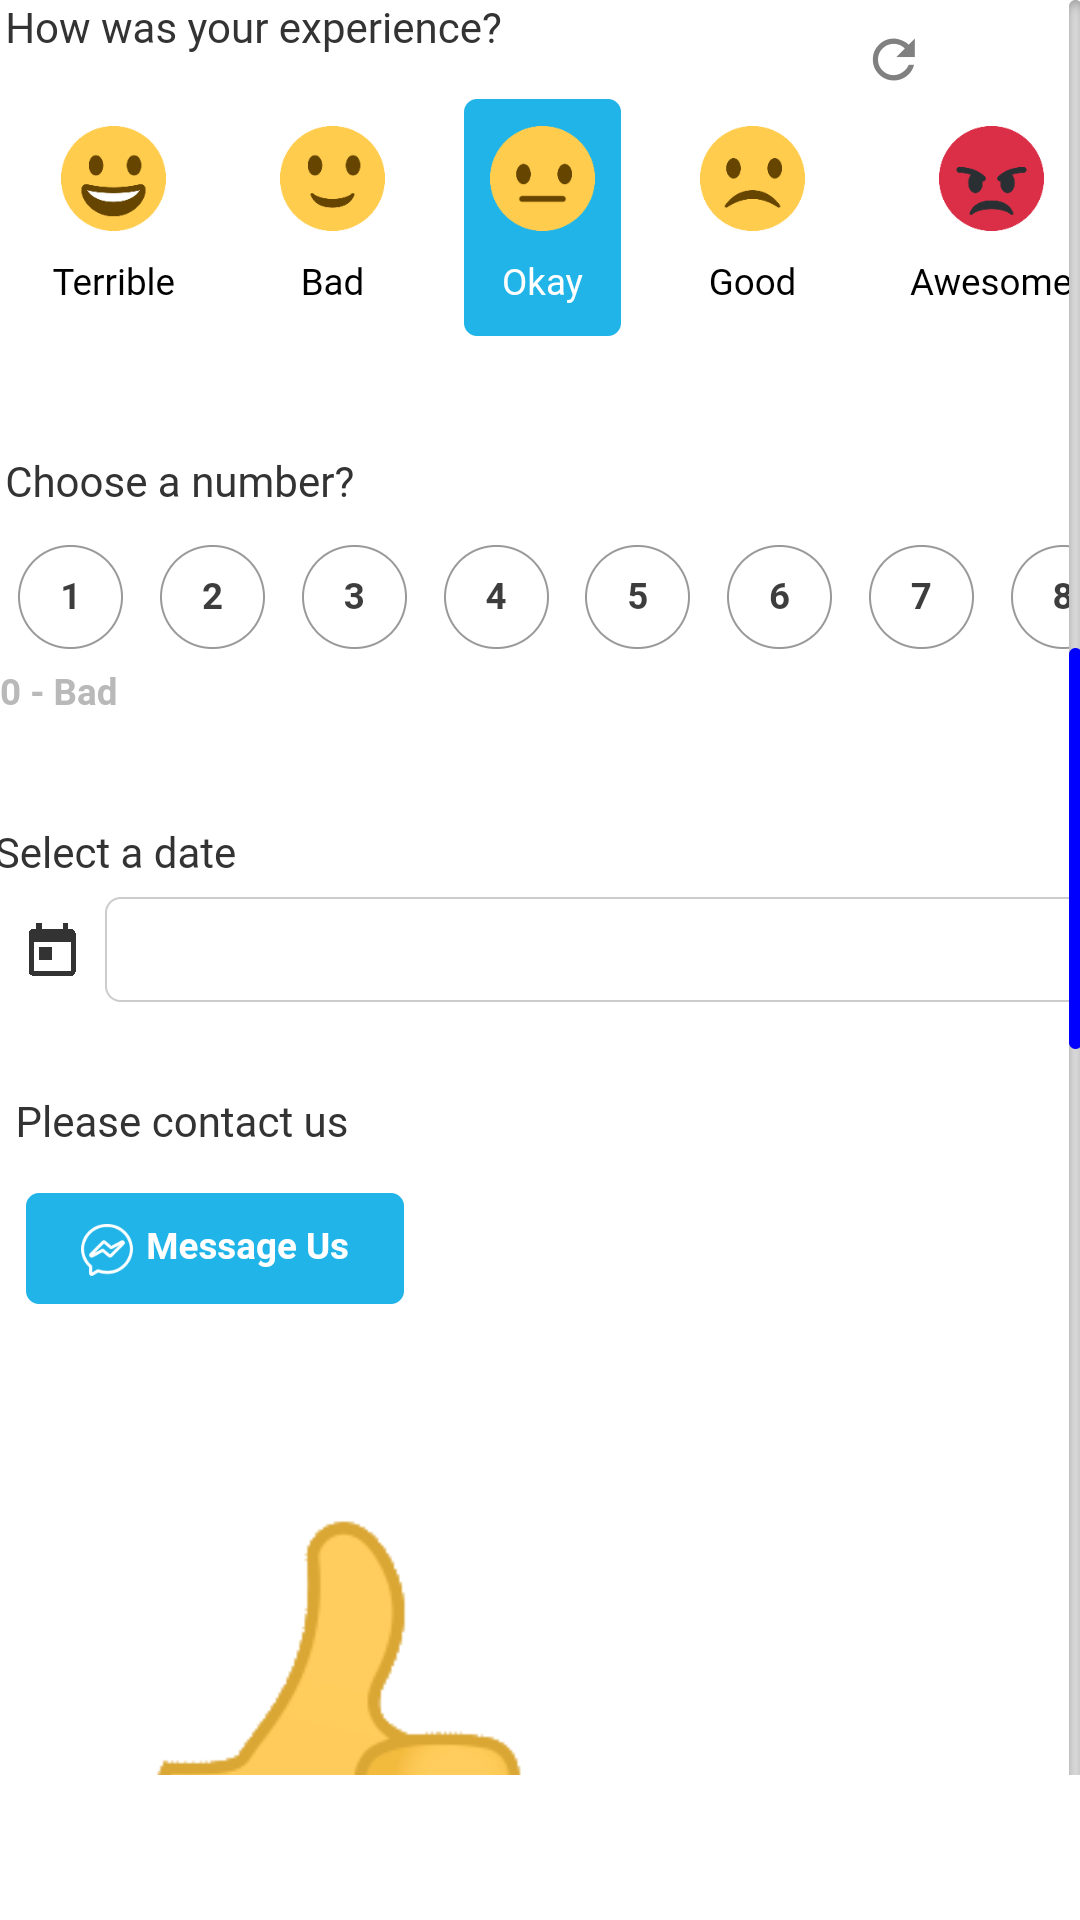 How was your experience?
Terrible Bad Okay Good Awesome
Choose a number?
1 2 3 4 5 6 7 8
0 - Bad
Select a date
Please contact us
Message Us